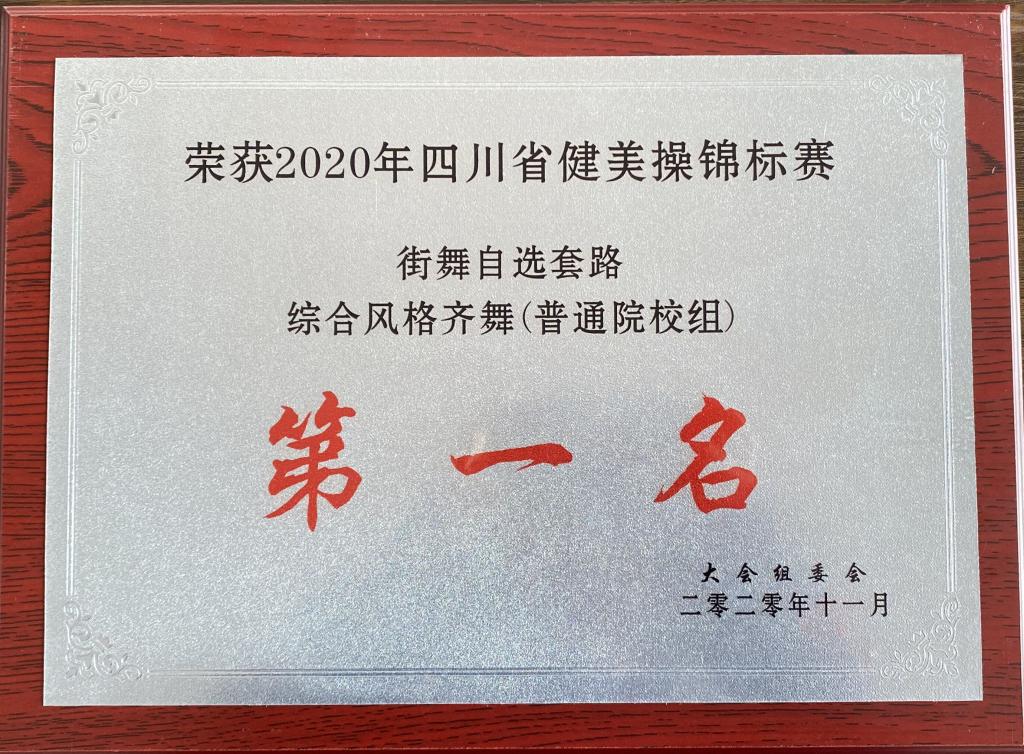 荣获2020年四川省健美操锦标赛
街舞自选套路
综合风格齐舞(普通院校组)
第一名
大会组委会
二零二零年十一月